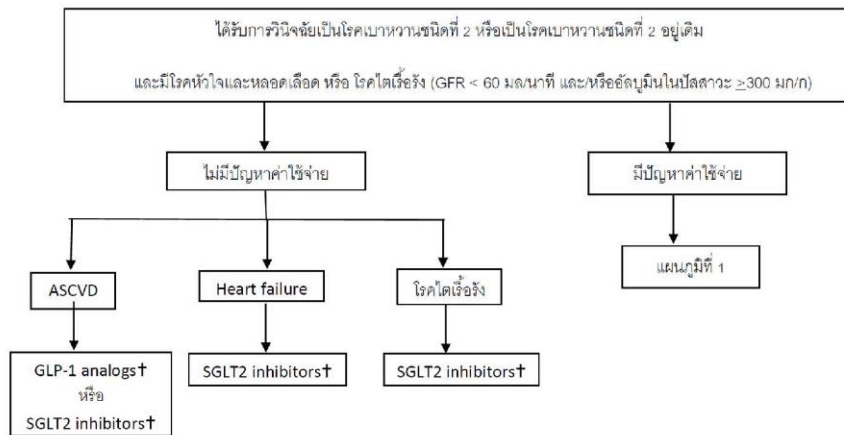 ได้รับการวินิจฉัยเป็นโรคเบาหวานชนิดที่ 2 หรือเป็นโรคเบาหวานชนิดที่ 2 อยู่เดิม
และมีโรคหัวใจและหลอดเลือด หรือ โรคไตเรื้อรัง (GFR < 60 มล/นาที และ/หรืออัลบูมินในปัสสาวะ ≥300 มก/ก)
ไม่มีปัญหาค่าใช้จ่าย
มีปัญหาค่าใช้จ่าย
แผนภูมิที่ 1
ASCVD
Heart failure
โรคไตเรื้อรัง
GLP-1 analogs†
หรือ
SGLT2 inhibitors†
SGLT2 inhibitors†
SGLT2 inhibitors†